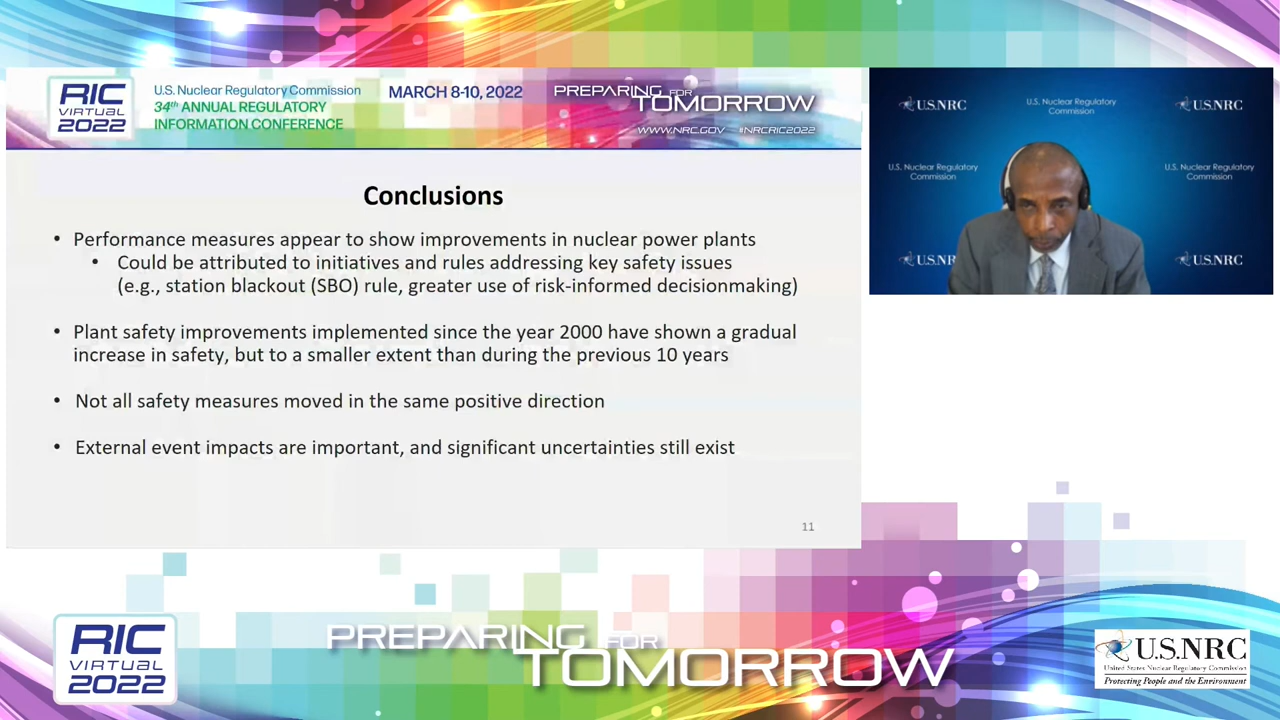 RIC
VIRTUAL
2022
U.S. Nuclear Regulatory Commission
34th ANNUAL REGULATORY
INFORMATION CONFERENCE
MARCH 8-10, 2022
PREPARING FOR
TOMORROW
WWW.NRC.GOV #NRCRIC2022
Conclusions
• Performance measures appear to show improvements in nuclear power plants
• Could be attributed to initiatives and rules addressing key safety issues
(e.g., station blackout (SBO) rule, greater use of risk-informed decisionmaking)
• Plant safety improvements implemented since the year 2000 have shown a gradual
increase in safety, but to a smaller extent than during the previous 10 years
• Not all safety measures moved in the same positive direction
• External event impacts are important, and significant uncertainties still exist
11
U.S.NRC
U.S. Nuclear Regulatory
Commission
U.S.NRC
U.S. Nuclear Regulatory
Commission
U.S. Nuclear Regulatory
Commission
U.S.NR
U.S.NRC
RIC
VIRTUAL
2022
PREPARING FOR
TOMORROW
U.S.NRC
United States Nuclear Regulatory Commission
Protecting People and the Environment